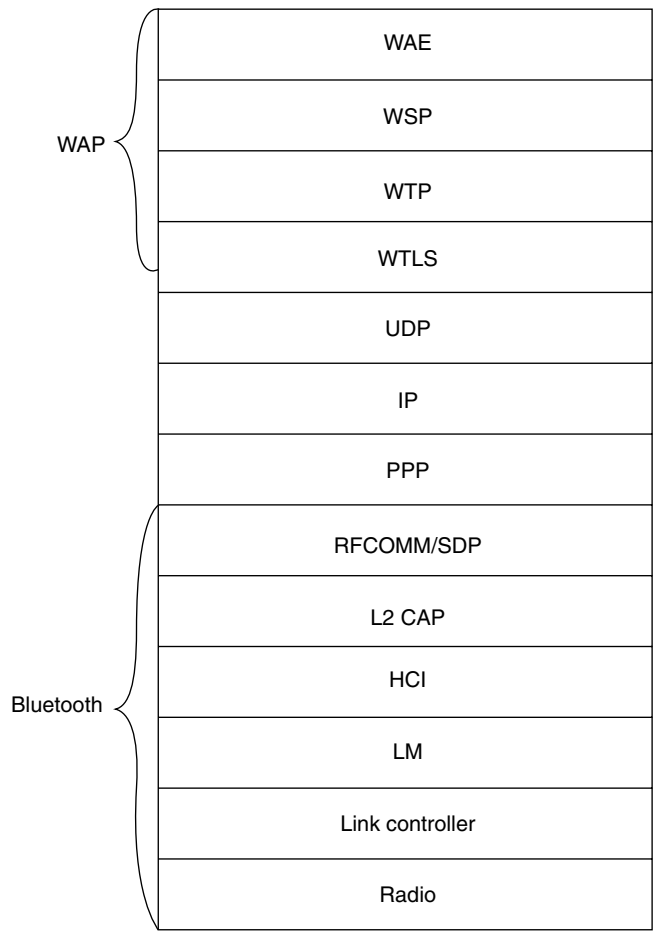 WAE
WSP
WAP
WTP
WTLS
UDP
IP
PPP
RFCOMM/SDP
L2 CAP
HCI
Bluetooth
LM
Link controller
Radio